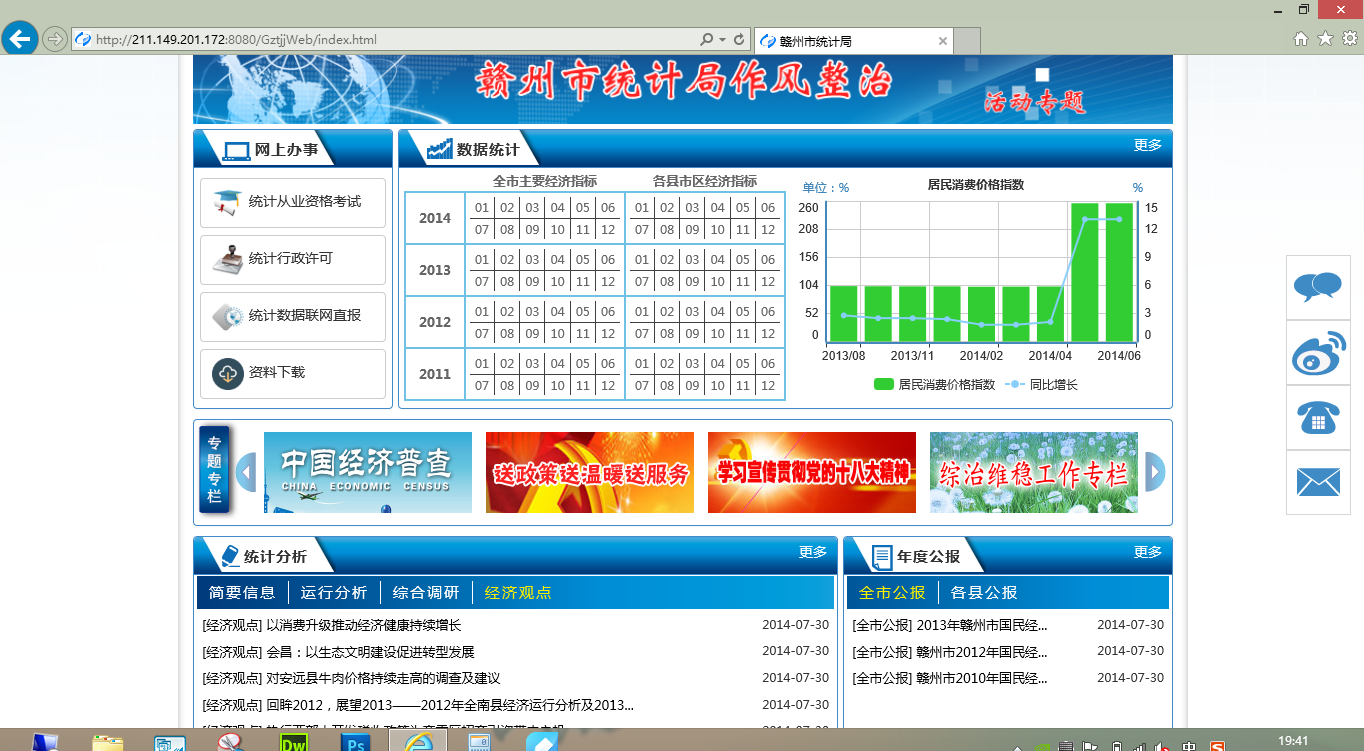 http://211.149.201.172:8080/GztjjWeb/index.html
赣州市统计局
赣州市统计局作风整治
活动专题
网上办事
统计从业资格考试
统计行政许可
统计数据联网直报
资料下载
数据统计
更多
全市主要经济指标 各县市区经济指标
2014
01 02 03 04 05 06 01 02 03 04 05 06
07 08 09 10 11 12 07 08 09 10 11 12
2013
01 02 03 04 05 06 01 02 03 04 05 06
07 08 09 10 11 12 07 08 09 10 11 12
2012
01 02 03 04 05 06 01 02 03 04 05 06
07 08 09 10 11 12 07 08 09 10 11 12
2011
01 02 03 04 05 06 01 02 03 04 05 06
07 08 09 10 11 12 07 08 09 10 11 12
单位：% 居民消费价格指数 %
260 15
208 12
156 9
104 6
52 3
0 0
2013/08 2013/11 2014/02 2014/04 2014/06
居民消费价格指数 同比增长
专题专栏
中国经济普查
CHINA ECONOMIC CENSUS
送政策送温暖送服务
学习宣传贯彻党的十八大精神
综治维稳工作专栏
统计分析
更多
简要信息 运行分析 综合调研 经济观点
[经济观点] 以消费升级推动经济健康持续增长 2014-07-30
[经济观点] 会昌：以生态文明建设促进转型发展 2014-07-30
[经济观点] 对安远县牛肉价格持续走高的调查及建议 2014-07-30
[经济观点] 回眸2012，展望2013——2012年全南县经济运行分析及2013... 2014-07-30
年度公报
更多
全市公报 各县公报
[全市公报] 2013年赣州市国民经... 2014-07-30
[全市公报] 赣州市2012年国民经... 2014-07-30
[全市公报] 赣州市2010年国民经... 2014-07-30
Dw
Ps
中
S
19:41